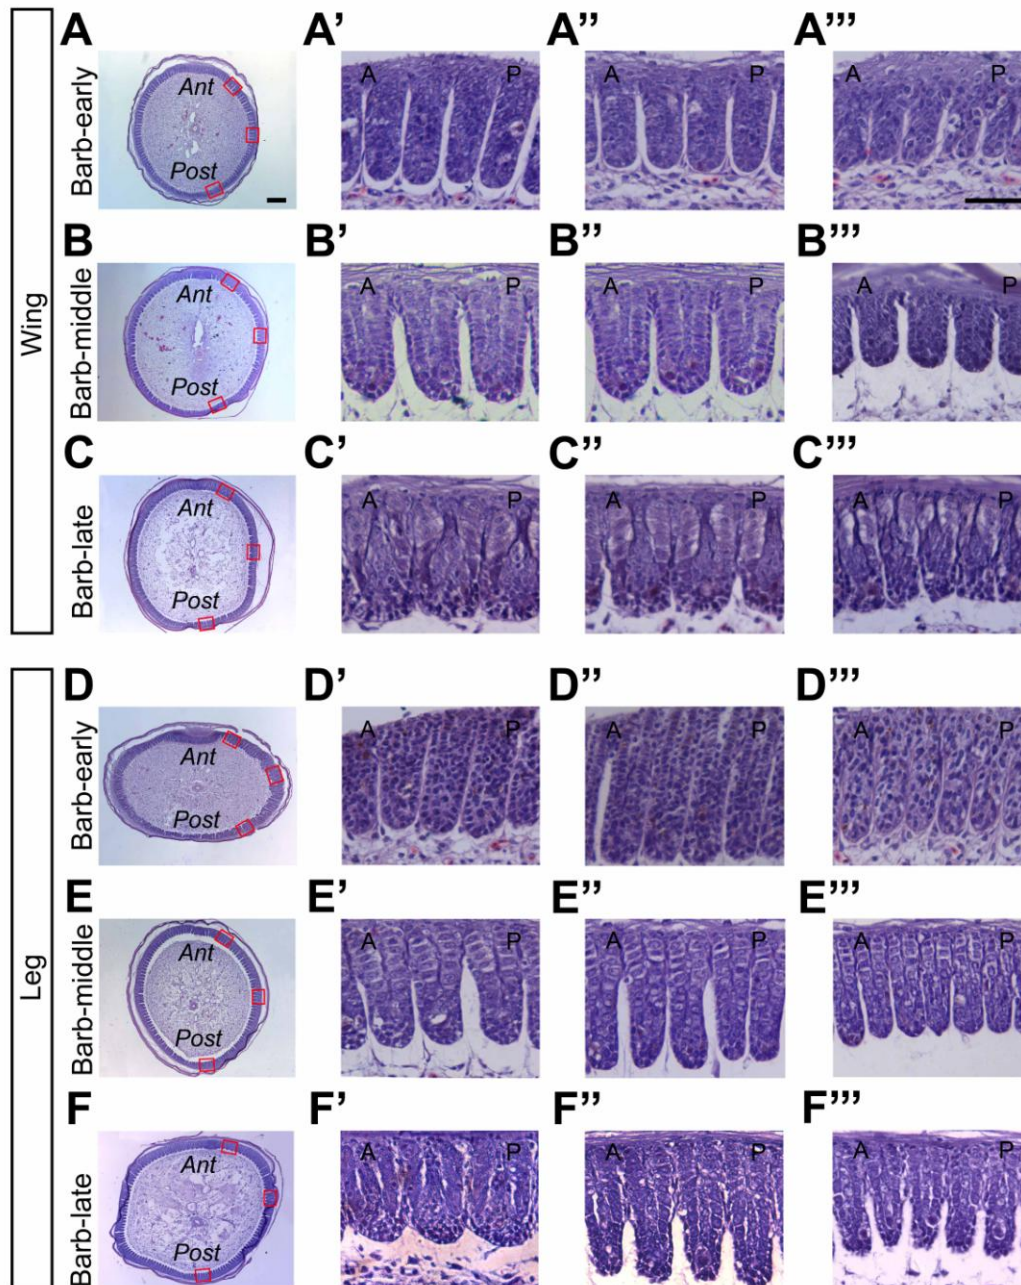 Wing
Barb-early
A
Ant
Post
A’
A’’
A P
A’’’
A P
Barb-middle
B
Ant
Post
B’
A P
B’’
A P
B’’’
A P
Barb-late
C
Ant
Post
C’
A P
C’’
A P
C’’’
A P
Leg
Barb-early
D
Ant
Post
D’
A P
D’’
A P
D’’’
A P
Barb-middle
E
Ant
Post
E’
A P
E’’
A P
E’’’
A P
Barb-late
F
Ant
Post
F’
A P
F’’
A P
F’’’
A P